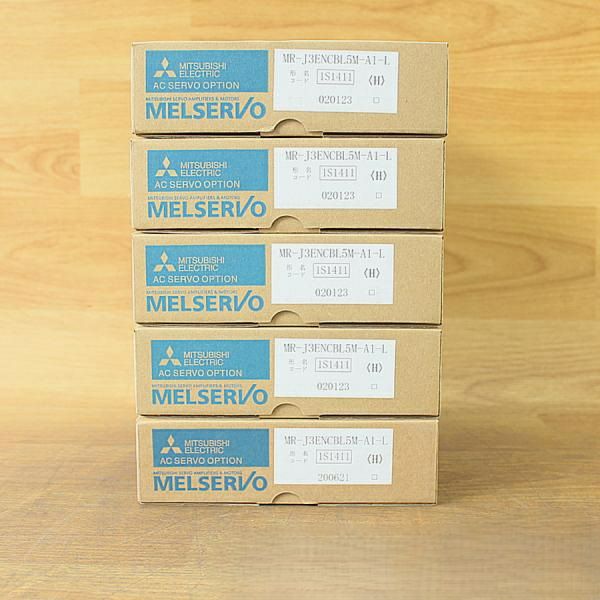 MITSUBISHI
ELECTRIC
AC SERVO OPTION
MITSUBISHI SERVO AMPLIFIERS & MOTORS
MELSERVO
MR-J3ENCBL5M-A1-L
形名
コード 1S1411 〈H〉
020123 □
MITSUBISHI
ELECTRIC
AC SERVO OPTION
MITSUBISHI SERVO AMPLIFIERS & MOTORS
MELSERVO
MR-J3ENCBL5M-A1-L
形名
コード 1S1411 〈H〉
020123 □
MITSUBISHI
ELECTRIC
AC SERVO OPTION
MITSUBISHI SERVO AMPLIFIERS & MOTORS
MELSERVO
MR-J3ENCBL5M-A1-L
形名
コード 1S1411 〈H〉
020123 □
MITSUBISHI
ELECTRIC
AC SERVO OPTION
MITSUBISHI SERVO AMPLIFIERS & MOTORS
MELSERVO
MR-J3ENCBL5M-A1-L
形名
コード 1S1411 〈H〉
020123 □
MITSUBISHI
ELECTRIC
AC SERVO OPTION
MITSUBISHI SERVO AMPLIFIERS & MOTORS
MELSERVO
MR-J3ENCBL5M-A1-L
形名
コード 1S1411 〈H〉
200621 □